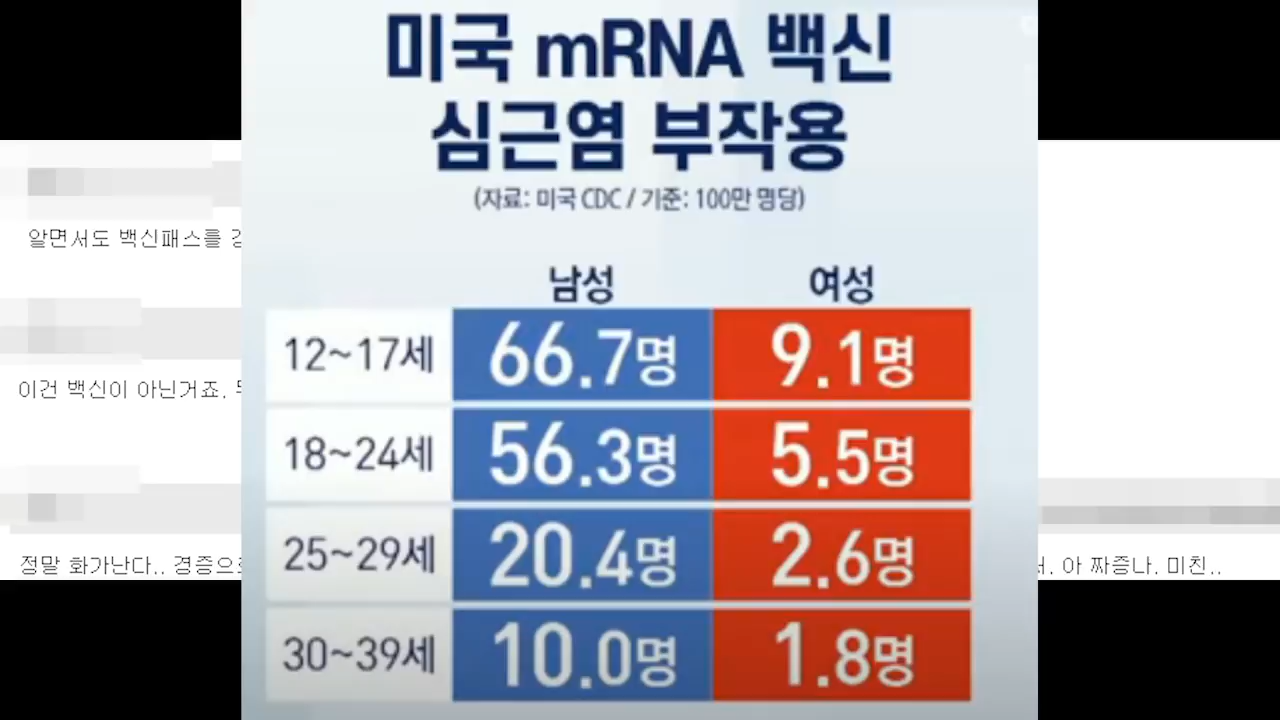 미국 mRNA 백신
심근염 부작용
(자료: 미국 CDC / 기준: 100만 명당)
남성 여성
12~17세 66.7명 9.1명
18~24세 56.3명 5.5명
25~29세 20.4명 2.6명
30~39세 10.0명 1.8명
알면서도 백신패스를
이건 백신이 아닌거죠.
정말 화가난다.. 아 짜증나. 미친..